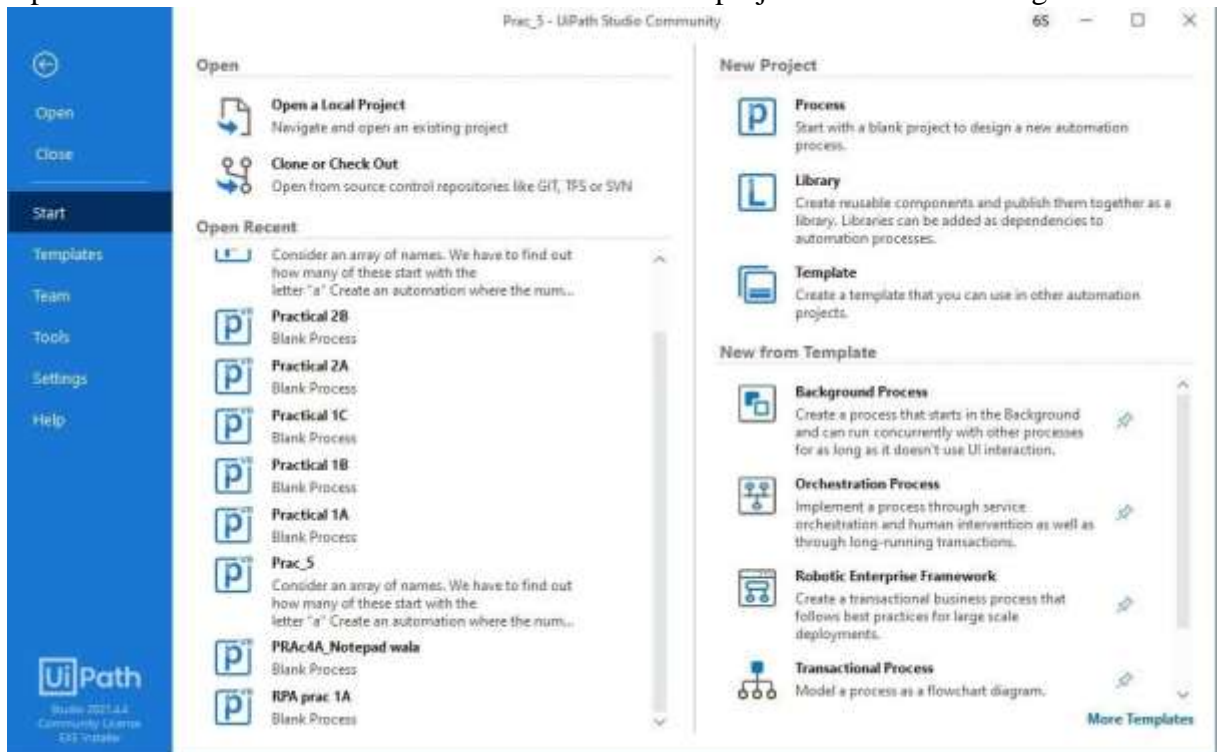 Prac_5 - UiPath Studio Community
6S
Open
Close
Start
Templates
Team
Tools
Settings
Help
UiPath
Community License
Open
Open a Local Project
Navigate and open an existing project
Clone or Check Out
Open from source control repositories like GIT, TFS or SVN
Open Recent
Consider an array of names. We have to find out
how many of these start with the
letter "a" Create an automation where the num...
Practical 2B
Blank Process
Practical 2A
Blank Process
Practical 1C
Blank Process
Practical 1B
Blank Process
Practical 1A
Blank Process
Prac_5
Consider an array of names. We have to find out
how many of these start with the
letter "a" Create an automation where the num...
PRAc4A_Notepad wala
Blank Process
RPA prac 1A
Blank Process
New Project
Process
Start with a blank project to design a new automation
process.
Library
Create reusable components and publish them together as a
library. Libraries can be added as dependencies to
automation processes.
Template
Create a template that you can use in other automation
projects.
New from Template
Background Process
Create a process that starts in the Background
and can run concurrently with other processes
for as long as it doesn't use UI interaction.
Orchestration Process
Implement a process through service
orchestration and human intervention as well as
through long-running transactions.
Robotic Enterprise Framework
Create a transactional business process that
follows best practices for large scale
deployments.
Transactional Process
Model a process as a flowchart diagram.
More Templates